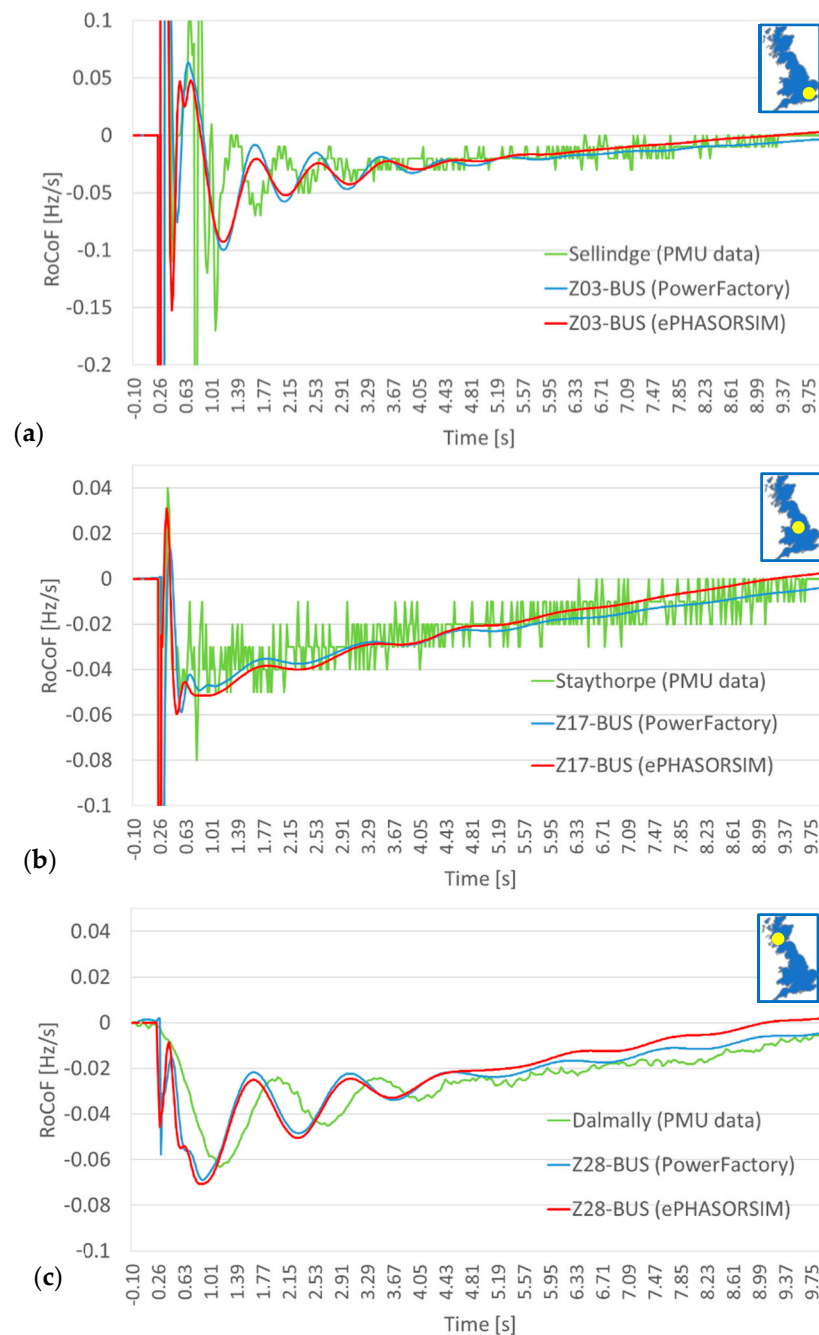 0.1
0.05
0
-0.05
-0.1
-0.15
-0.2
RoCoF [Hz/s]
Sellindge (PMU data)
Z03-BUS (PowerFactory)
Z03-BUS (ePHASORSIM)
-0.10 0.26 0.63 1.01 1.39 1.77 2.15 2.53 2.91 3.29 3.67 4.05 4.43 4.81 5.19 5.57 5.95 6.33 6.71 7.09 7.47 7.85 8.23 8.61 8.99 9.37 9.75
Time [s]
(a)
0.04
0.02
0
-0.02
-0.04
-0.06
-0.08
-0.1
RoCoF [Hz/s]
Staythorpe (PMU data)
Z17-BUS (PowerFactory)
Z17-BUS (ePHASORSIM)
-0.10 0.26 0.63 1.01 1.39 1.77 2.15 2.53 2.91 3.29 3.67 4.05 4.43 4.81 5.19 5.57 5.95 6.33 6.71 7.09 7.47 7.85 8.23 8.61 8.99 9.37 9.75
Time [s]
(b)
0.04
0.02
0
-0.02
-0.04
-0.06
-0.08
-0.1
RoCoF [Hz/s]
Dalmally (PMU data)
Z28-BUS (PowerFactory)
Z28-BUS (ePHASORSIM)
-0.10 0.26 0.63 1.01 1.39 1.77 2.15 2.53 2.91 3.29 3.67 4.05 4.43 4.81 5.19 5.57 5.95 6.33 6.71 7.09 7.47 7.85 8.23 8.61 8.99 9.37 9.75
Time [s]
(c)